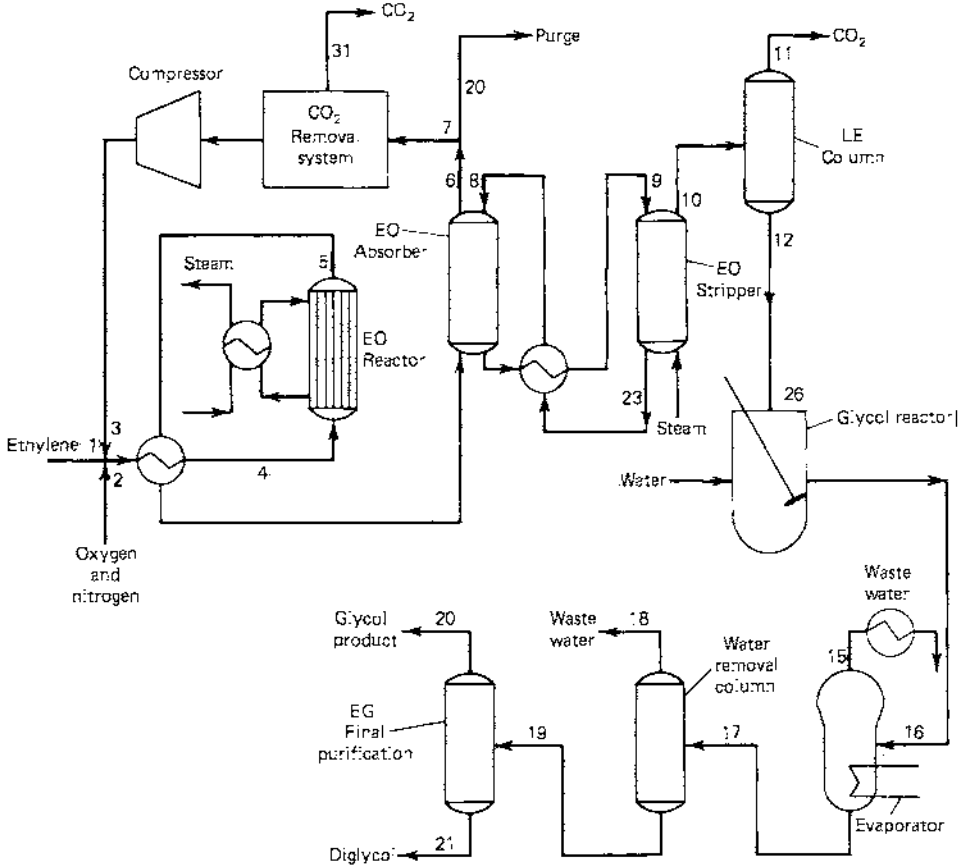 CO2
31
Compressor
CO2
Removal
system
7
Purge
20
11
CO2
LE
Column
6
8
9
10
12
EO
Absorber
EO
Stripper
Steam
5
EO
Reactor
23
Steam
26
Glycol reactor
3
Ethylene
1
2
4
Water
Oxygen
and
nitrogen
Waste
water
Glycol
product
20
Waste
water
18
Water
removal
column
15
EG
Final
purification
19
17
16
Evaporator
Diglycol
21